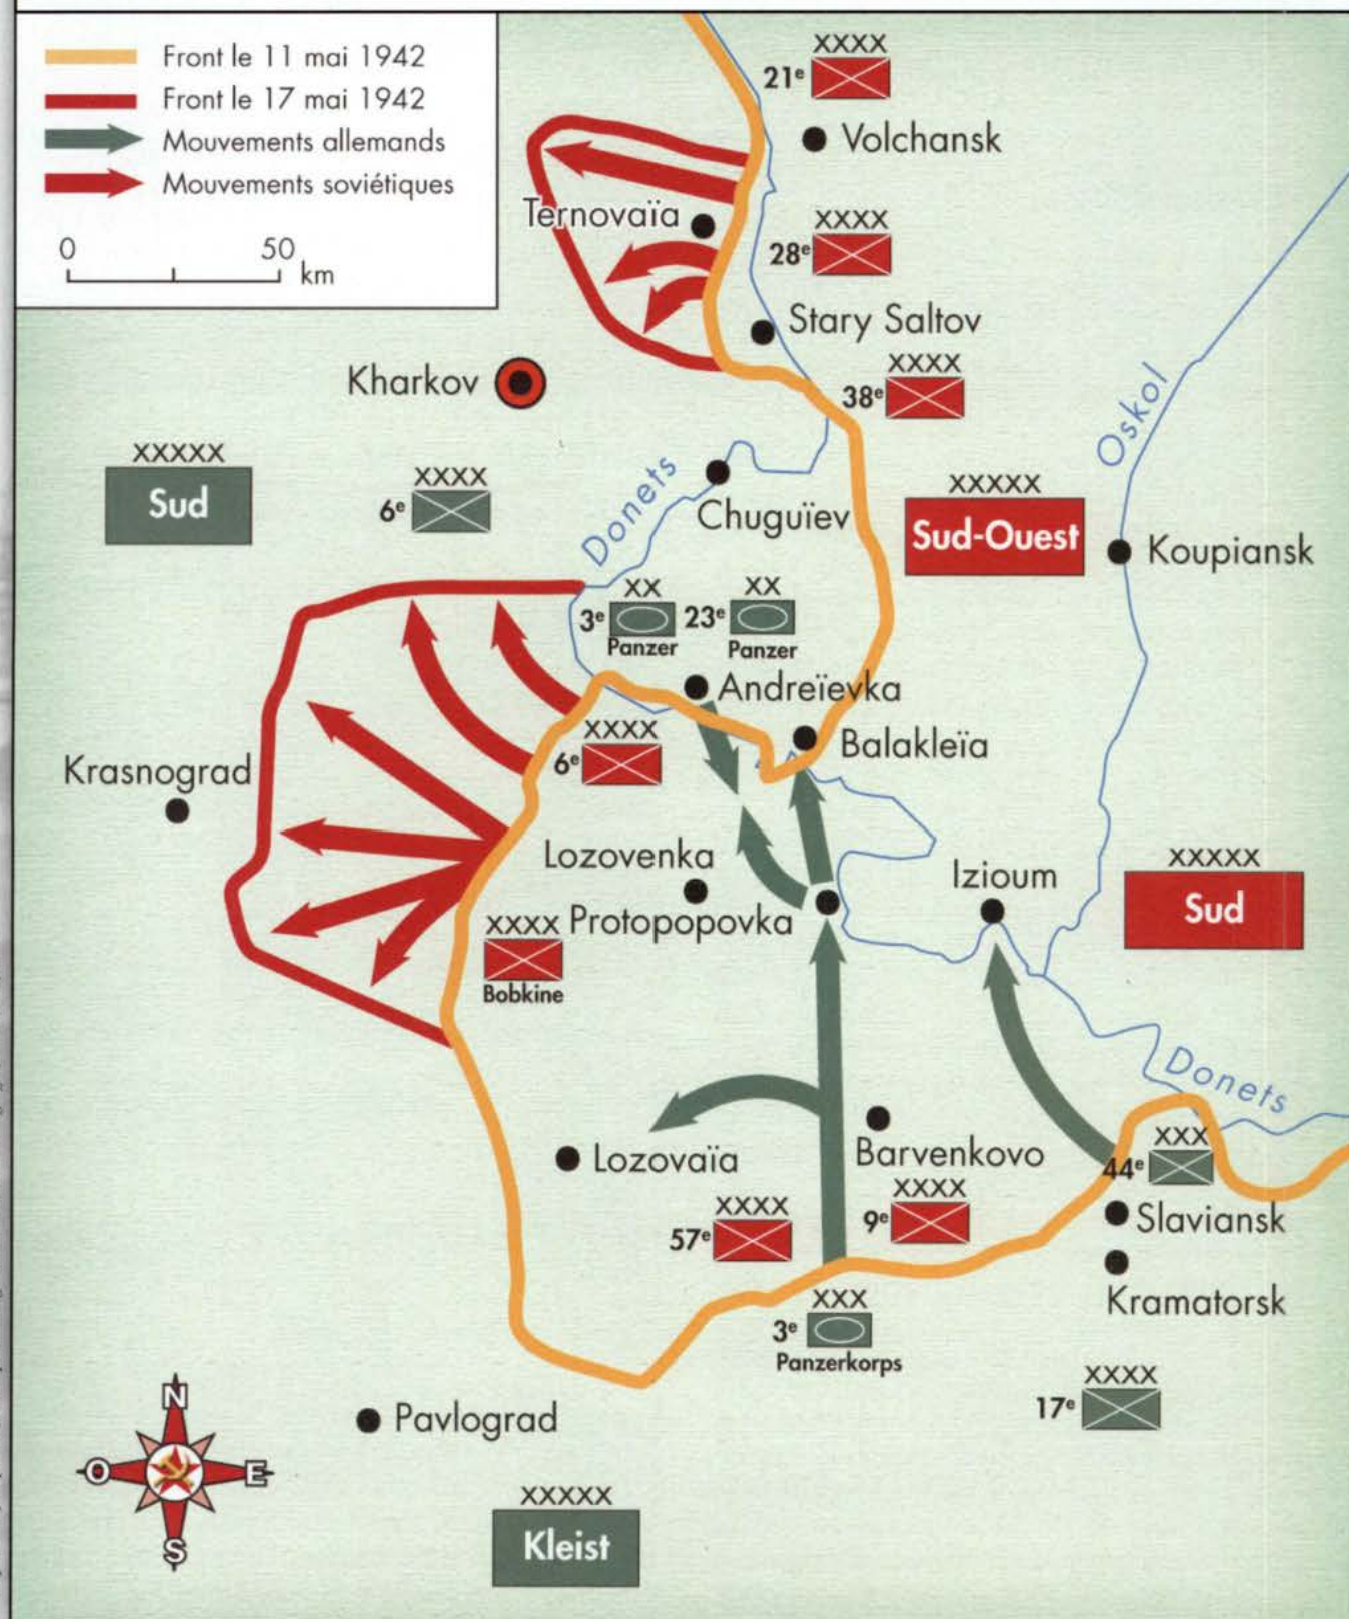 Front le 11 mai 1942
Front le 17 mai 1942
Mouvements allemands
Mouvements soviétiques
0 50
km
XXXX
21e
Volchansk
Ternovaïa
XXXX
28e
Stary Saltov
XXXX
38e
Kharkov
Oskol
XXXXX
Sud
XXXX
6e
Donets
Chuguïev
XXXXX
Sud-Ouest
Koupiansk
XX
3e
Panzer
XX
23e
Panzer
Andreïevka
XXXX
6e
Balakleïa
Krasnograd
Lozovenka
Izioum
XXXXX
Sud
Protopopovka
XXXX
Bobkine
Donets
Barvenkovo
XXX
44e
Lozovaïa
XXXX
57e
XXXX
9e
Slaviansk
Kramatorsk
XXX
3e
Panzerkorps
XXXX
17e
Pavlograd
N
O E
S
XXXXX
Kleist